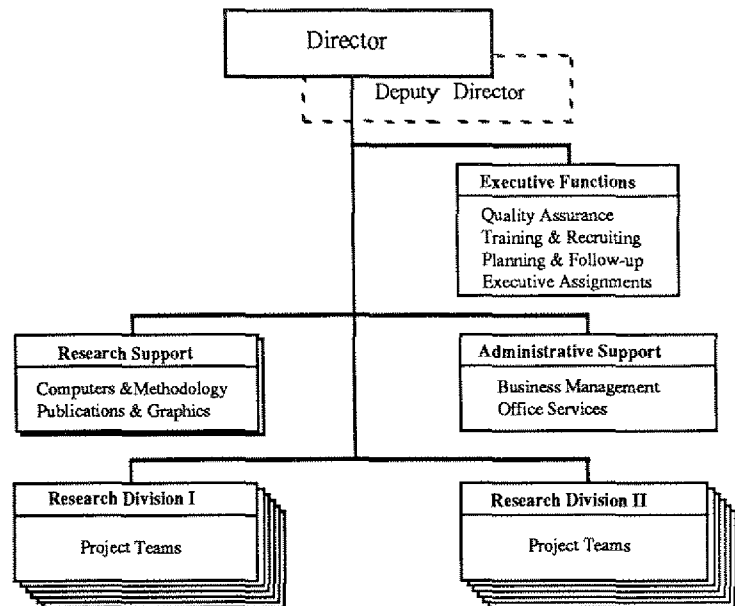 Director
Deputy Director
Executive Functions
Quality Assurance
Training & Recruiting
Planning & Follow-up
Executive Assignments
Research Support
Computers &Methodology
Publications & Graphics
Administrative Support
Business Management
Office Services
Research Division I
Project Teams
Research Division II
Project Teams